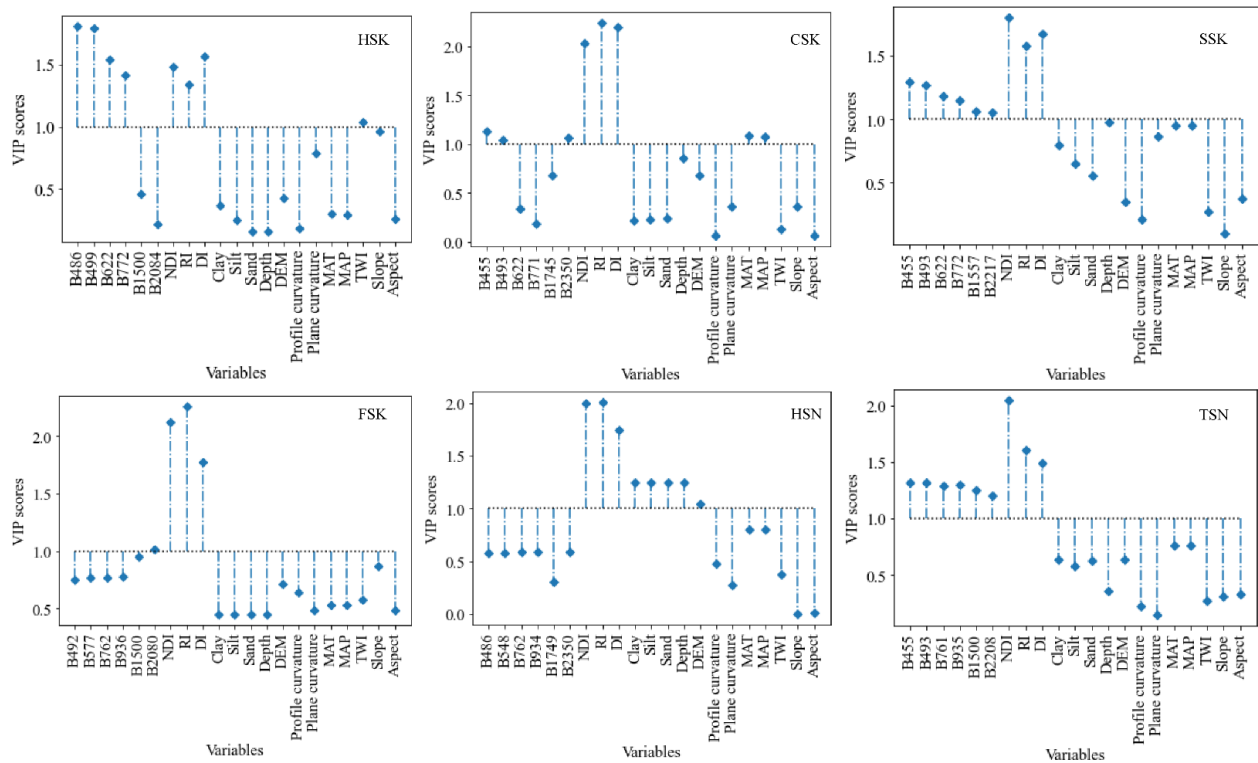 HSK
VIP scores
1.5
1.0
0.5
B486
B499
B622
B772
B1500
B2084
NDI
RI
DI
Clay
Silt
Sand
Depth
DEM
Profile curvature
Plane curvature
MAT
MAP
TWI
Slope
Aspect
Variables
CSK
VIP scores
2.0
1.5
1.0
0.5
0.0
B455
B493
B622
B771
B1745
B2350
NDI
RI
DI
Clay
Silt
Sand
Depth
DEM
Profile curvature
Plane curvature
MAT
MAP
TWI
Slope
Aspect
Variables
SSK
VIP scores
1.5
1.0
0.5
B455
B493
B622
B772
B1557
B2217
NDI
RI
DI
Clay
Silt
Sand
Depth
DEM
Profile curvature
Plane curvature
MAT
MAP
TWI
Slope
Aspect
Variables
FSK
VIP scores
2.0
1.5
1.0
0.5
B492
B577
B762
B936
B1500
B2080
NDI
RI
DI
Clay
Silt
Sand
Depth
DEM
Profile curvature
Plane curvature
MAT
MAP
TWI
Slope
Aspect
Variables
HSN
VIP scores
2.0
1.5
1.0
0.5
0.0
B486
B548
B762
B934
B1749
B2350
NDI
RI
DI
Clay
Silt
Sand
Depth
DEM
Profile curvature
Plane curvature
MAT
MAP
TWI
Slope
Aspect
Variables
TSN
VIP scores
2.0
1.5
1.0
0.5
B455
B493
B761
B935
B1500
B2208
NDI
RI
DI
Clay
Silt
Sand
Depth
DEM
Profile curvature
Plane curvature
MAT
MAP
TWI
Slope
Aspect
Variables